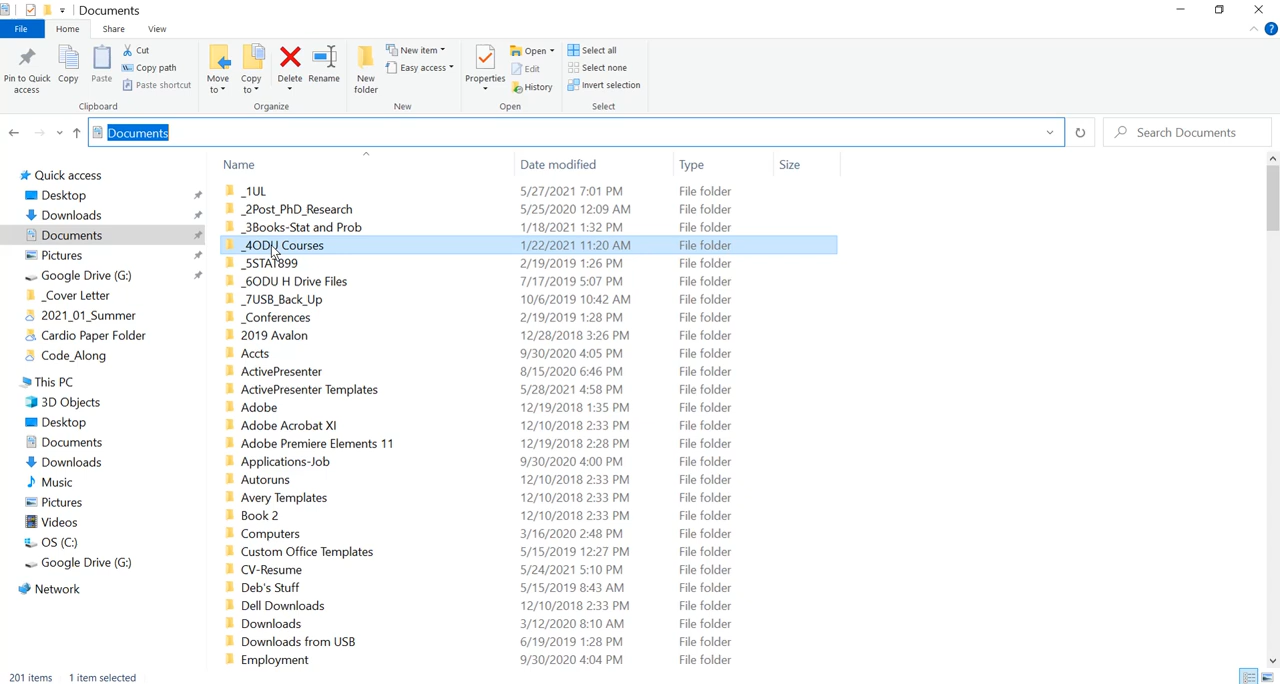 Documents
File Home Share View
Pin to Quick access
Copy
Paste
Cut
Copy path
Paste shortcut
Clipboard
Move to
Copy to
Delete
Rename
Organize
New folder
New item
Easy access
New
Properties
Open
Edit
History
Open
Select all
Select none
Invert selection
Select
Documents
Search Documents
Quick access
Desktop
Downloads
Documents
Pictures
Google Drive (G:)
_Cover Letter
2021_01_Summer
Cardio Paper Folder
Code_Along
This PC
3D Objects
Desktop
Documents
Downloads
Music
Pictures
Videos
OS (C:)
Google Drive (G:)
Network
Name Date modified Type Size
_1UL 5/27/2021 7:01 PM File folder
_2Post_PhD_Research 5/25/2020 12:09 AM File folder
_3Books-Stat and Prob 1/18/2021 1:32 PM File folder
_4ODU Courses 1/22/2021 11:20 AM File folder
_5STAT899 2/19/2019 1:26 PM File folder
_6ODU H Drive Files 7/17/2019 5:07 PM File folder
_7USB_Back_Up 10/6/2019 10:42 AM File folder
_Conferences 2/19/2019 1:28 PM File folder
2019 Avalon 12/28/2018 3:26 PM File folder
Accts 9/30/2020 4:05 PM File folder
ActivePresenter 8/15/2020 6:46 PM File folder
ActivePresenter Templates 5/28/2021 4:58 PM File folder
Adobe 12/19/2018 1:35 PM File folder
Adobe Acrobat XI 12/10/2018 2:33 PM File folder
Adobe Premiere Elements 11 12/19/2018 2:28 PM File folder
Applications-Job 9/30/2020 4:00 PM File folder
Autoruns 12/10/2018 2:33 PM File folder
Avery Templates 12/10/2018 2:33 PM File folder
Book 2 12/10/2018 2:33 PM File folder
Computers 3/16/2020 2:48 PM File folder
Custom Office Templates 5/15/2019 12:27 PM File folder
CV-Resume 5/24/2021 5:10 PM File folder
Deb's Stuff 5/15/2019 8:43 AM File folder
Dell Downloads 12/10/2018 2:33 PM File folder
Downloads 3/12/2020 8:10 AM File folder
Downloads from USB 6/19/2019 1:28 PM File folder
Employment 9/30/2020 4:04 PM File folder
201 items 1 item selected